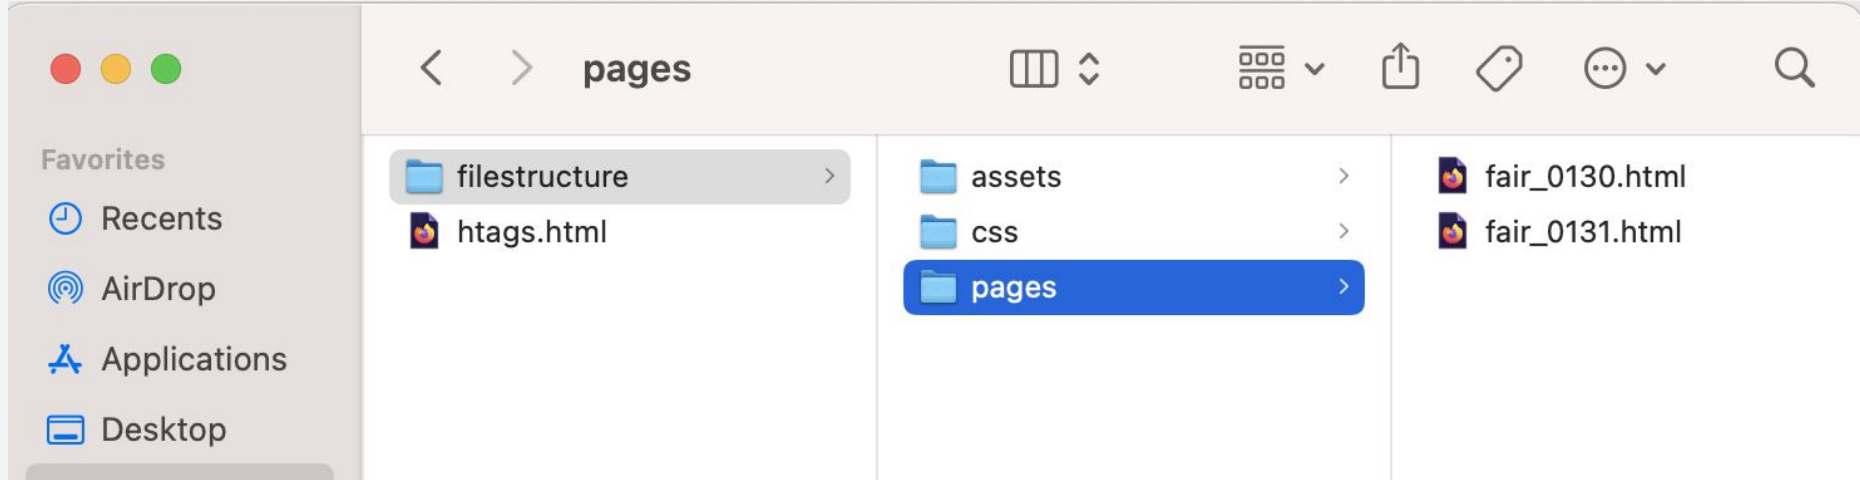 pages
Favorites
Recents
AirDrop
Applications
Desktop
filestructure
htags.html
assets
css
pages
fair_0130.html
fair_0131.html